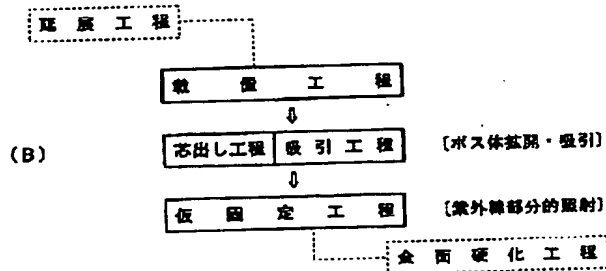 延展工程
載置工程
(B)
芯出し工程 吸引工程 [ボス体拡開・吸引]
仮固定工程 [紫外線部分的照射]
全面硬化工程